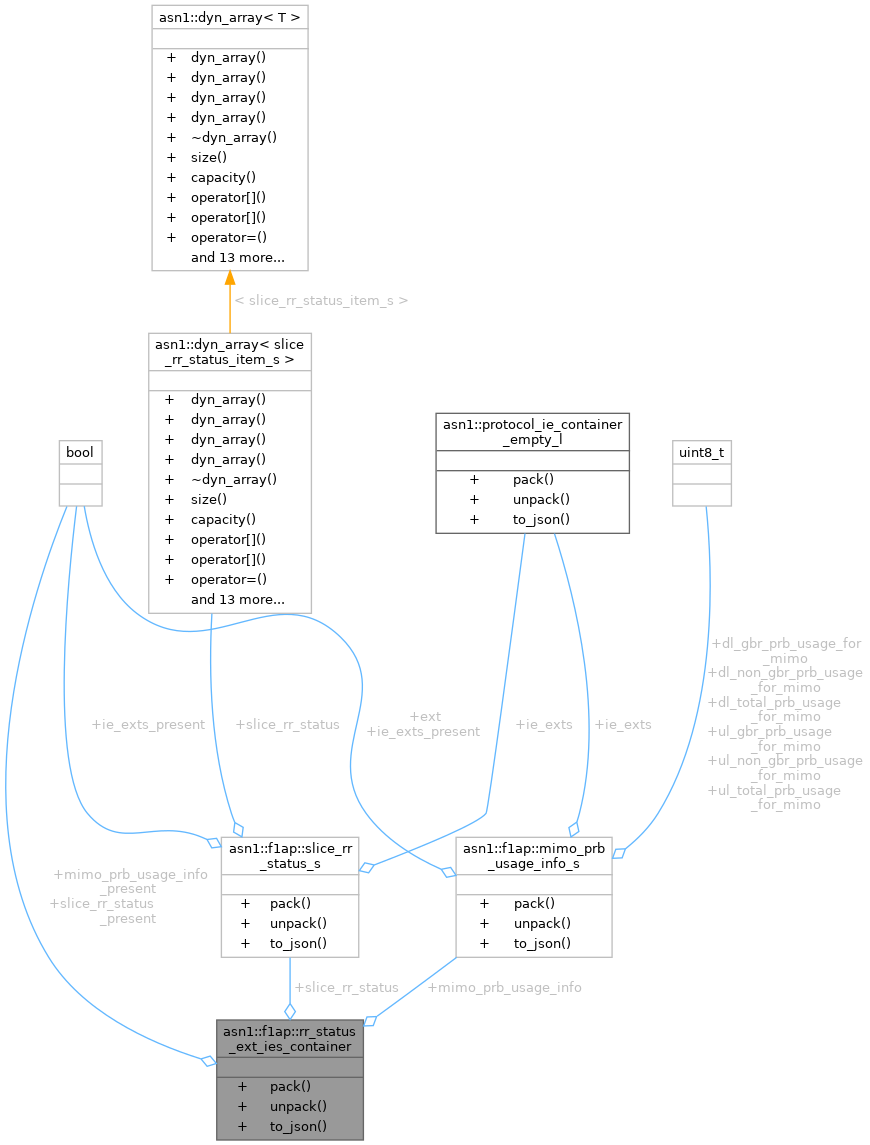 asn1::dyn_array< T >
+ dyn_array()
+ dyn_array()
+ dyn_array()
+ dyn_array()
+ ~dyn_array()
+ size()
+ capacity()
+ operator[]()
+ operator[]()
+ operator=()
and 13 more...
< slice_rr_status_item_s >
asn1::dyn_array< slice
_rr_status_item_s >
+ dyn_array()
+ dyn_array()
+ dyn_array()
+ dyn_array()
+ ~dyn_array()
+ size()
+ capacity()
+ operator[]()
+ operator[]()
+ operator=()
and 13 more...
bool
asn1::protocol_ie_container
_empty_l
+ pack()
+ unpack()
+ to_json()
uint8_t
+ie_exts_present
+slice_rr_status
+ext
+ie_exts_present
+ie_exts
+ie_exts
+dl_gbr_prb_usage_for
_mimo
+dl_non_gbr_prb_usage
_for_mimo
+dl_total_prb_usage
_for_mimo
+ul_gbr_prb_usage
_for_mimo
+ul_non_gbr_prb_usage
_for_mimo
+ul_total_prb_usage
_for_mimo
asn1::f1ap::slice_rr
_status_s
+ pack()
+ unpack()
+ to_json()
asn1::f1ap::mimo_prb
_usage_info_s
+ pack()
+ unpack()
+ to_json()
+mimo_prb_usage_info
_present
+slice_rr_status
_present
+slice_rr_status
+mimo_prb_usage_info
asn1::f1ap::rr_status
_ext_ies_container
+ pack()
+ unpack()
+ to_json()